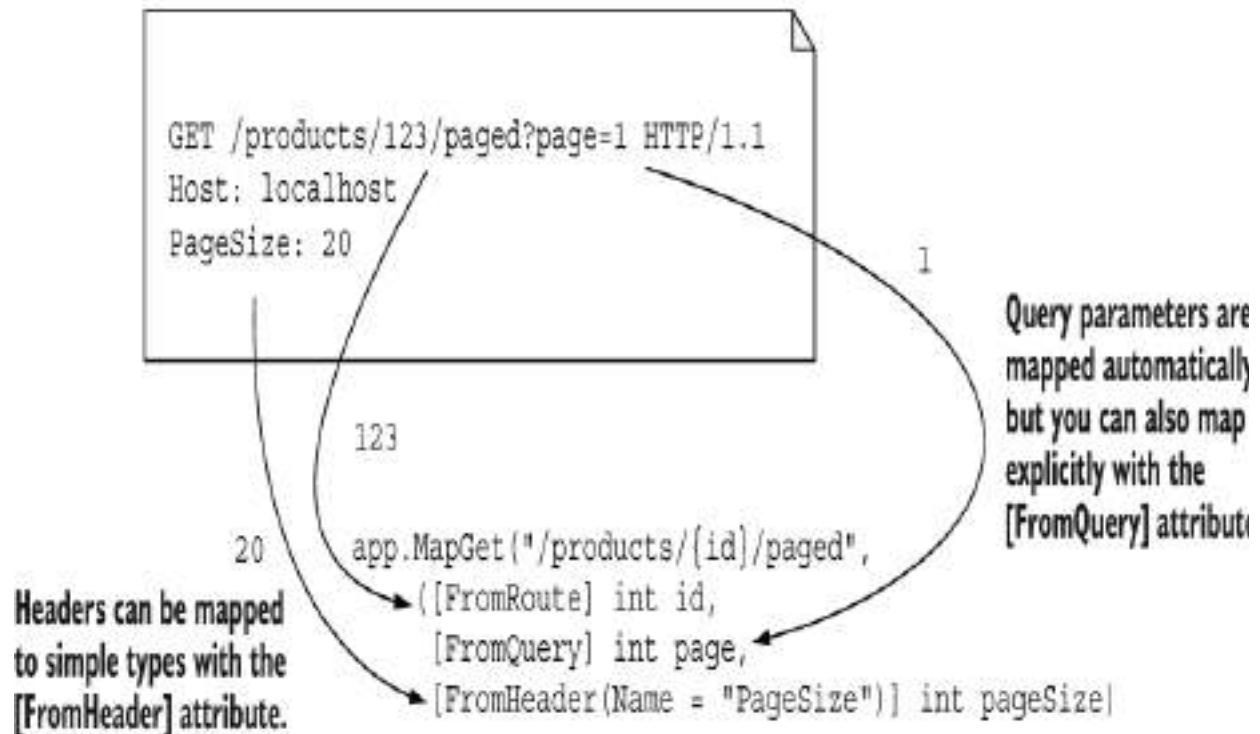 GET /products/123/paged?page=1 HTTP/1.1
Host: localhost
PageSize: 20
1
Query parameters are
mapped automatically
but you can also map
explicitly with the
[FromQuery] attribute
123
20
app.MapGet("/products/{id}/paged",
([FromRoute] int id,
[FromQuery] int page,
[FromHeader(Name = "PageSize")] int pageSize|
Headers can be mapped
to simple types with the
[FromHeader] attribute.